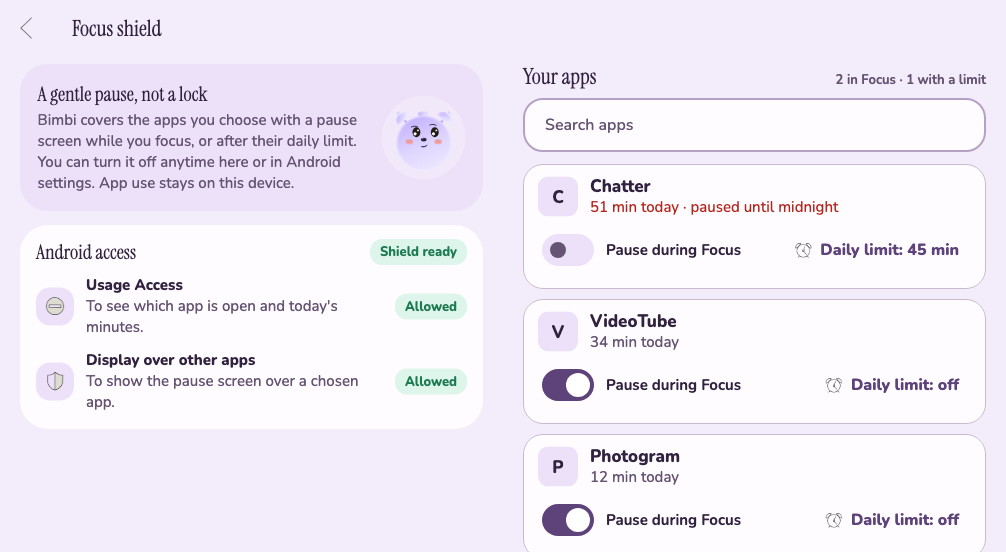 Focus shield
A gentle pause, not a lock
Bimbi covers the apps you choose with a pause
screen while you focus, or after their daily limit.
You can turn it off anytime here or in Android
settings. App use stays on this device.
Android access
Shield ready
Usage Access
To see which app is open and today's
minutes.
Allowed
Display over other apps
To show the pause screen over a chosen
app.
Allowed
Your apps
2 in Focus · 1 with a limit
Search apps
C
Chatter
51 min today · paused until midnight
Pause during Focus
Daily limit: 45 min
V
VideoTube
34 min today
Pause during Focus
Daily limit: off
P
Photogram
12 min today
Pause during Focus
Daily limit: off